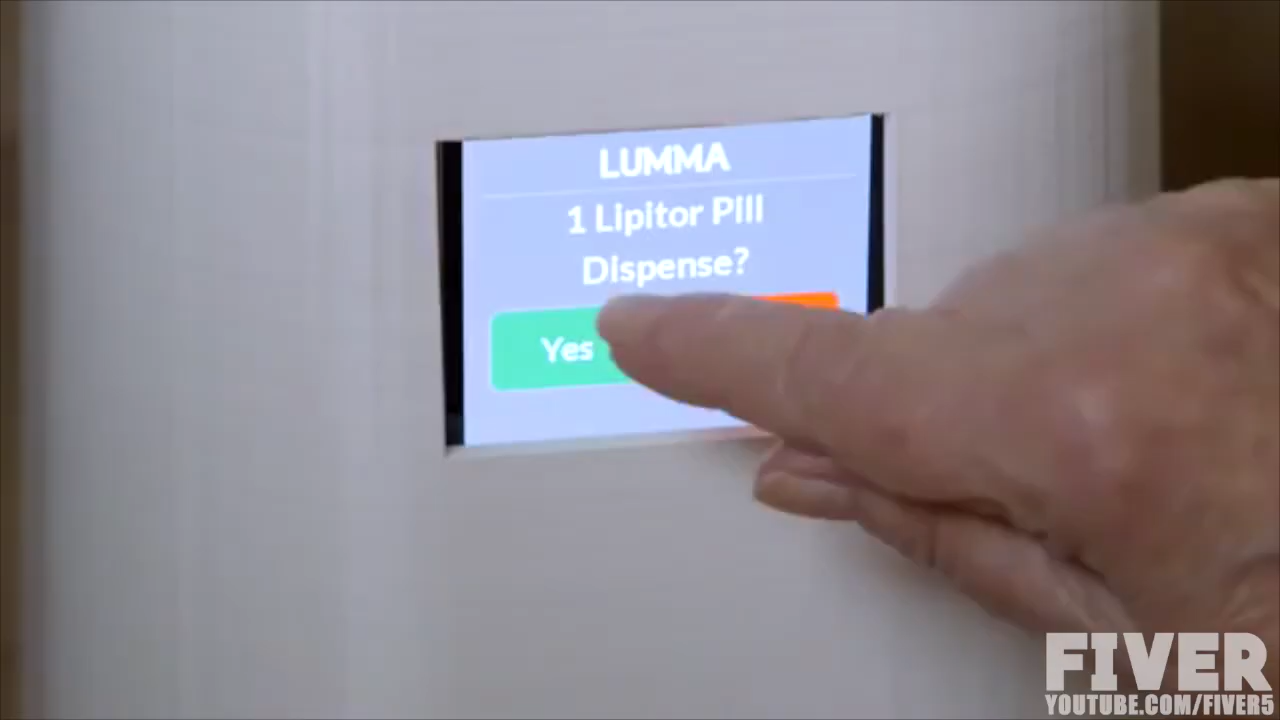 LUMMA
1 Lipitor Pill
Dispense?
Yes
FIVER
YOUTUBE.COM/FIVER5